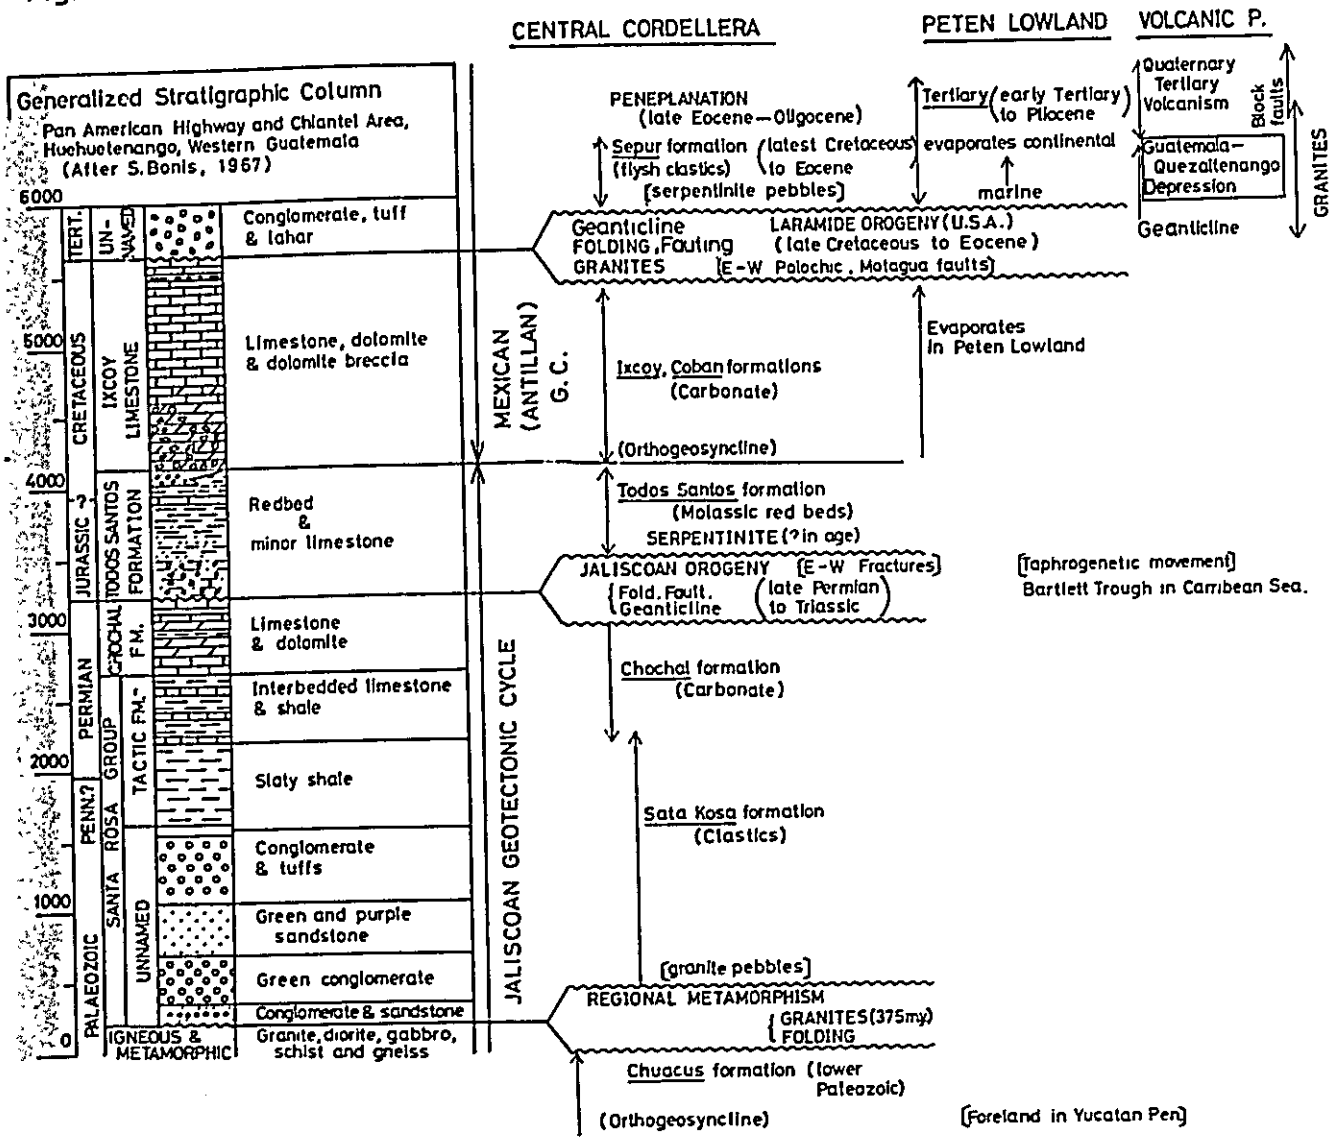 CENTRAL CORDELLERA
PETEN LOWLAND
VOLCANIC P.
Generalized Stratigraphic Column
Pan American Highway and Chiantel Area,
Huehuotenango, Western Guatemala
(After S. Bonis, 1967)
6000
5000
4000
3000
2000
1000
0
TERT.
CRETACEOUS
JURASSIC ?
PERMIAN
PENN.?
PALAEOZOIC
UN-
NAMED
IXCOY
LIMESTONE
TODOS SANTOS
FORMATION
CHOCHAL
FM.
SANTA ROSA GROUP
TACTIC FM.
UNNAMED
IGNEOUS &
METAMORPHIC
Conglomerate, tuff
& lahar
Limestone, dolomite
& dolomite breccia
Redbed
&
minor limestone
Limestone
& dolomite
Interbedded limestone
& shale
Slaty shale
Conglomerate
& tuffs
Green and purple
sandstone
Green conglomerate
Conglomerate & sandstone
Granite, diorite, gabbro,
schist and gneiss
MEXICAN
(ANTILLAN)
G.C.
JALISCOAN GEOTECTONIC CYCLE
PENEPLANATION
(late Eocene—Oligocene)
Sepur formation (latest Cretaceous
(flysh clastics) to Eocene
[serpentinite pebbles]
Geanticline LARAMIDE OROGENY (U.S.A.)
FOLDING, Fauting (late Cretaceous to Eocene)
GRANITES [E-W Polochic, Motagua faults]
Ixcoy, Coban formations
(Carbonate)
(Orthogeosyncline)
Todos Santos formation
(Molassic red beds)
SERPENTINITE (? in age)
JALISCOAN OROGENY [E-W Fractures]
Fold. Fault. (late Permian
Geanticline to Triassic)
Chochal formation
(Carbonate)
Sata Kosa formation
(Clastics)
[granite pebbles]
REGIONAL METAMORPHISM
GRANITES (375my)
FOLDING
Chuacus formation (lower
Paleozoic)
(Orthogeosyncline)
Tertiary (early Tertiary)
to Pliocene
evaporates continental
marine
Evaporates
in Peten Lowland
[Taphrogenetic movement]
Bartlett Trough in Carribean Sea.
[Foreland in Yucatan Pen]
Quaternary
Tertiary
Volcanism
Guatemala—
Quezaltenango
Depression
Geanticline
Block
faults
GRANITES